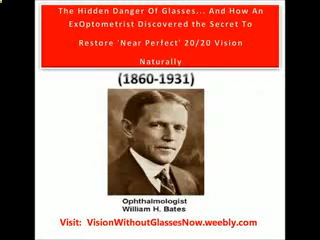 The Hidden Danger Of Glasses... And How An
ExOptometrist Discovered the Secret To
Restore 'Near Perfect' 20/20 Vision
Naturally
(1860-1931)
Ophthalmologist
William H. Bates
Visit: VisionWithoutGlassesNow.weebly.com